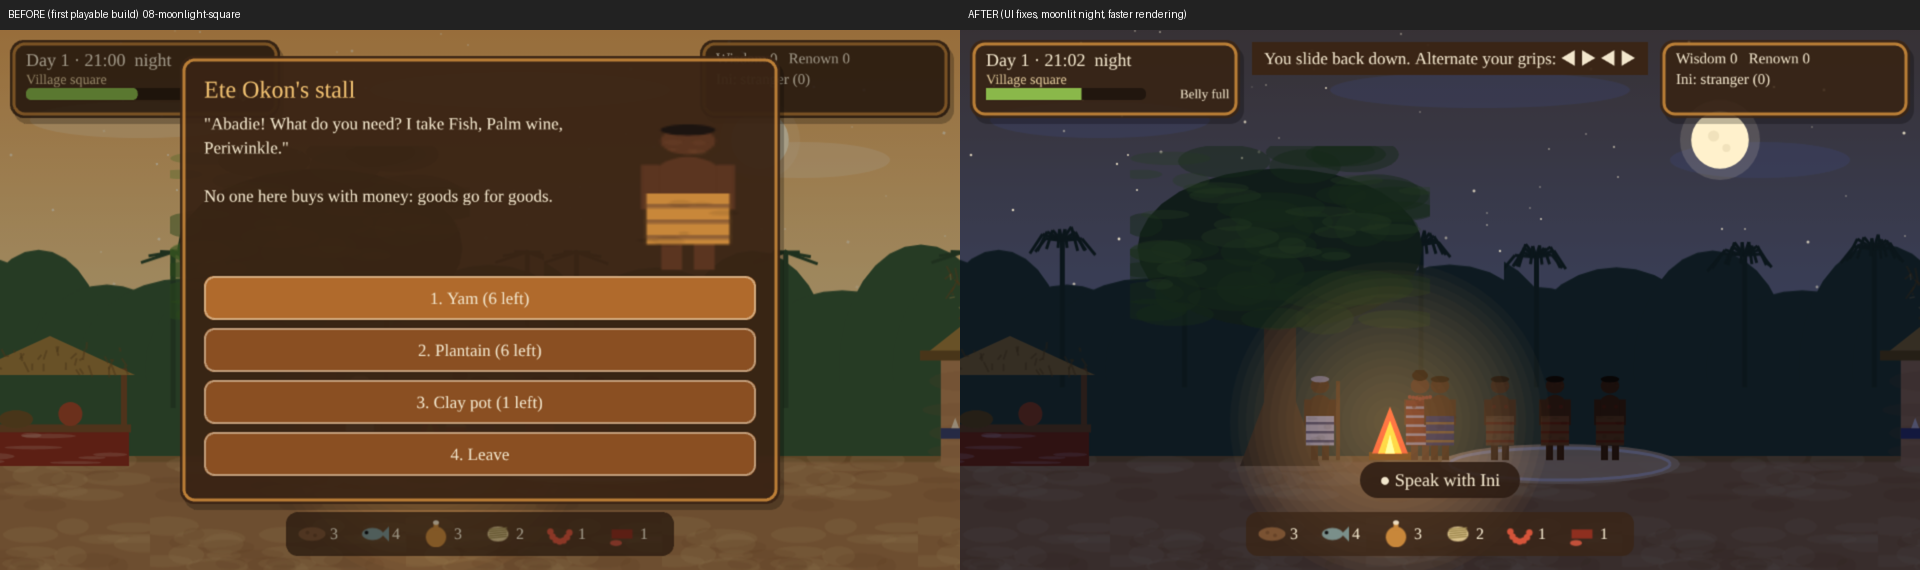 BEFORE (first playable build) 08-moonlight-square
Day 1 · 21:00 night
Village square
Renown 0
(0)
Ete Okon's stall
"Abadie! What do you need? I take Fish, Palm wine,
Periwinkle."
No one here buys with money: goods go for goods.
1. Yam (6 left)
2. Plantain (6 left)
3. Clay pot (1 left)
4. Leave
3 4 3 2 1 1
AFTER (UI fixes, moonlit night, faster rendering)
Day 1 · 21:02 night
Village square
Belly full
You slide back down. Alternate your grips: ◀ ▶ ◀ ▶
Wisdom 0 Renown 0
Ini: stranger (0)
● Speak with Ini
3 4 3 2 1 1